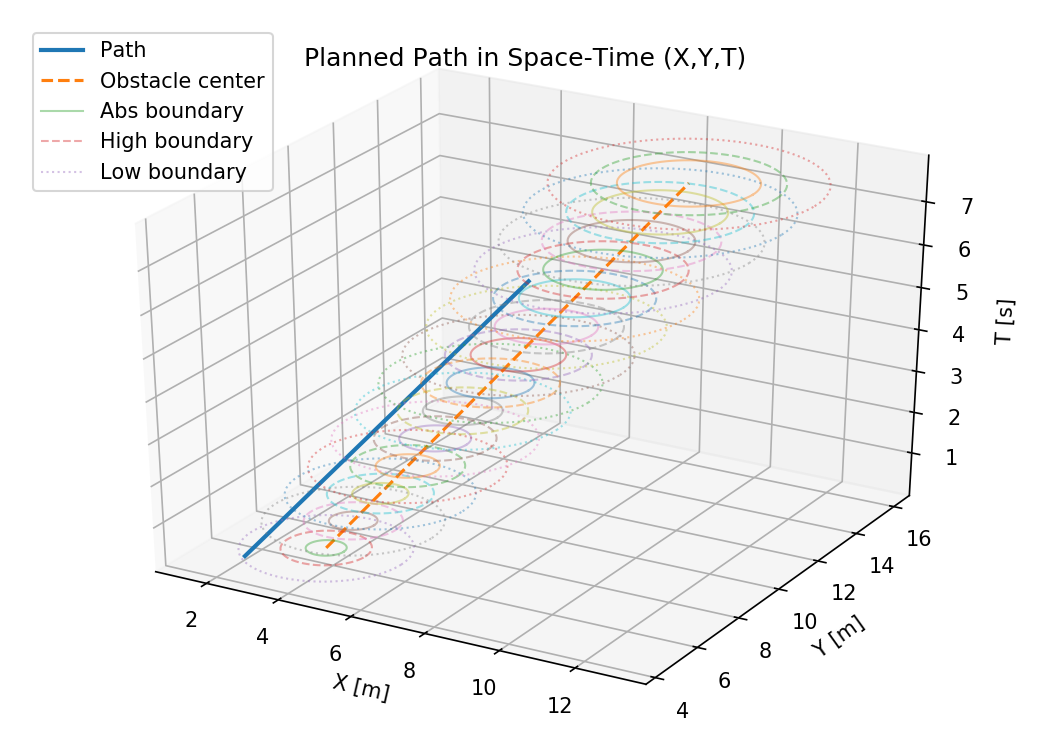 Planned Path in Space-Time (X,Y,T)
Path
Obstacle center
Abs boundary
High boundary
Low boundary
7
6
5
4
3
2
1
T [s]
16
14
12
10
8
6
4
Y [m]
2
4
6
8
10
12
X [m]